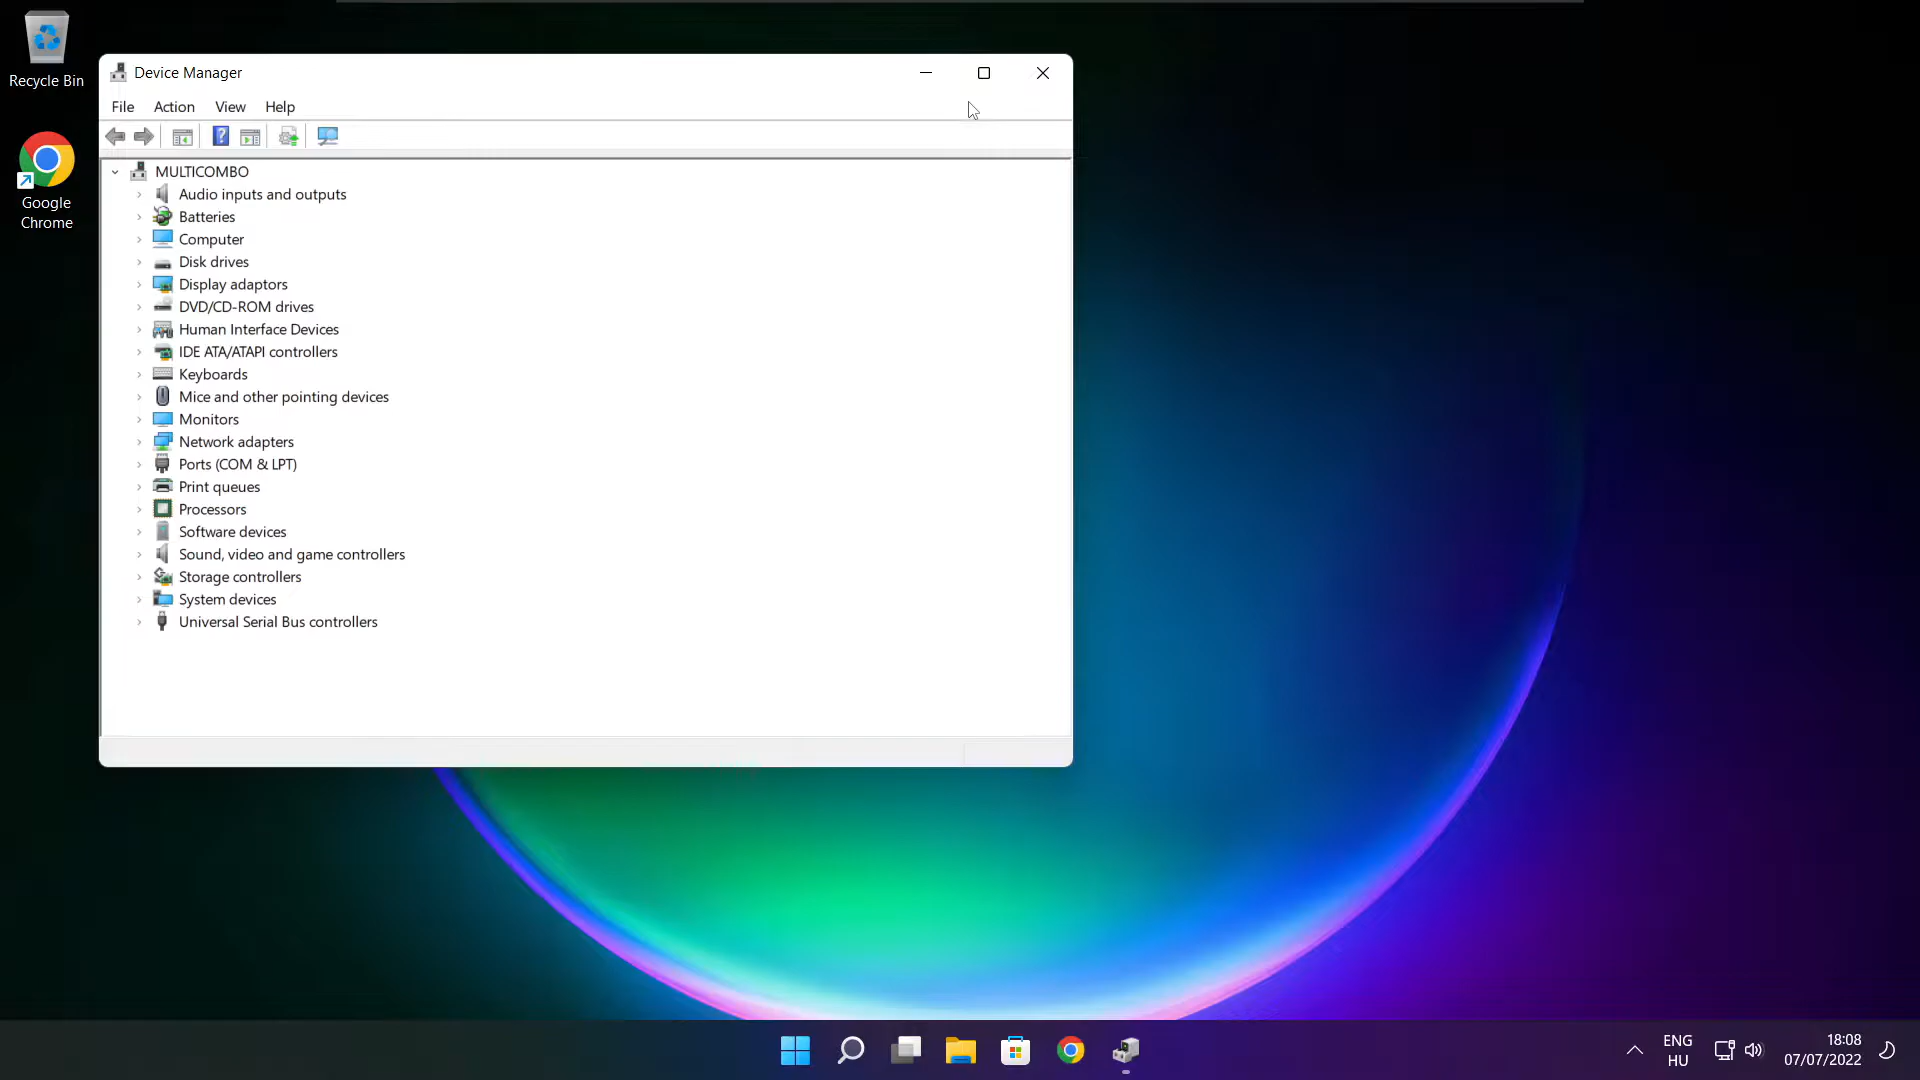 Recycle Bin
Google
Chrome
Device Manager
File Action View Help
MULTICOMBO
Audio inputs and outputs
Batteries
Computer
Disk drives
Display adaptors
DVD/CD-ROM drives
Human Interface Devices
IDE ATA/ATAPI controllers
Keyboards
Mice and other pointing devices
Monitors
Network adapters
Ports (COM & LPT)
Print queues
Processors
Software devices
Sound, video and game controllers
Storage controllers
System devices
Universal Serial Bus controllers
ENG
HU
18:08
07/07/2022